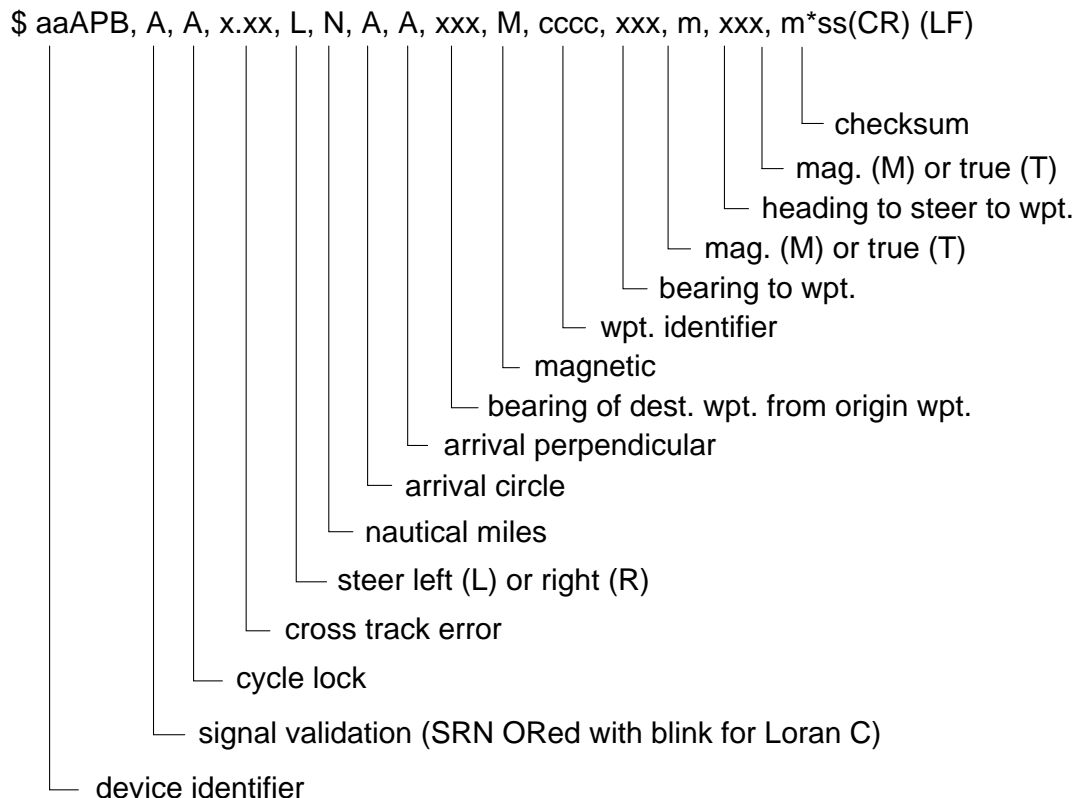 $ aaAPB, A, A, x.xx, L, N, A, A, xxx, M, cccc, xxx, m, xxx, m*ss(CR) (LF)
checksum
mag. (M) or true (T)
heading to steer to wpt.
mag. (M) or true (T)
bearing to wpt.
wpt. identifier
magnetic
bearing of dest. wpt. from origin wpt.
arrival perpendicular
arrival circle
nautical miles
steer left (L) or right (R)
cross track error
cycle lock
signal validation (SRN ORed with blink for Loran C)
device identifier